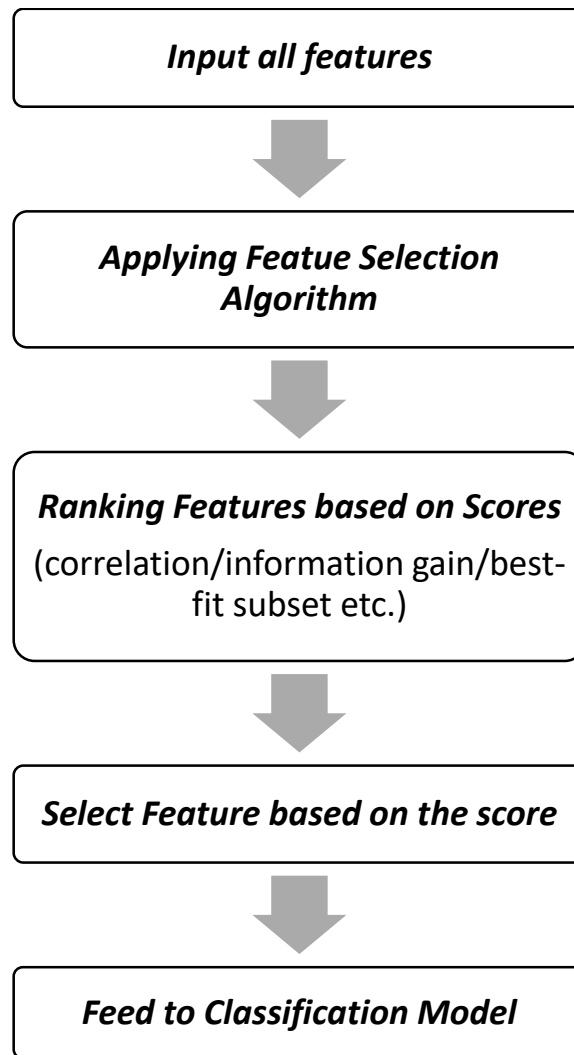 Input all features
Applying Featue Selection
Algorithm
Ranking Features based on Scores
(correlation/information gain/best-
fit subset etc.)
Select Feature based on the score
Feed to Classification Model